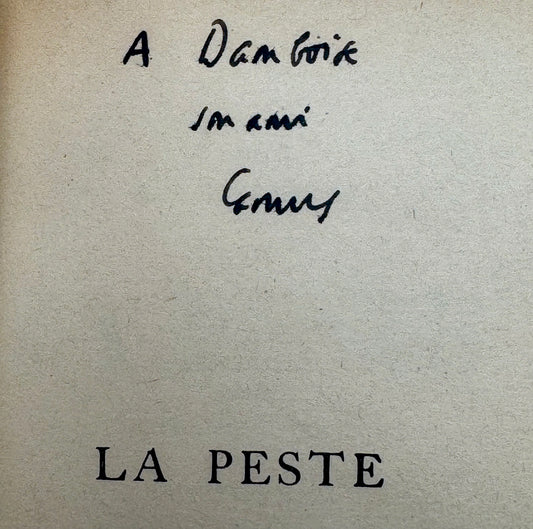 A Damboise
son ami
Camus
LA PESTE